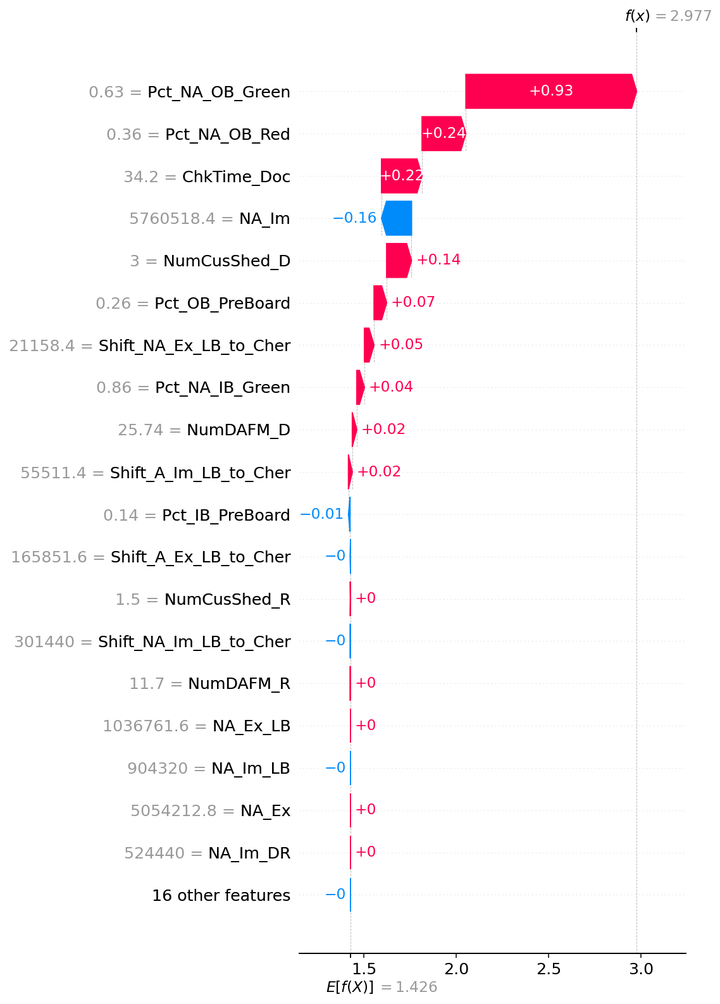 f(x) = 2.977
0.63 = Pct_NA_OB_Green +0.93
0.36 = Pct_NA_OB_Red +0.24
34.2 = ChkTime_Doc +0.22
5760518.4 = NA_Im −0.16
3 = NumCusShed_D +0.14
0.26 = Pct_OB_PreBoard +0.07
21158.4 = Shift_NA_Ex_LB_to_Cher +0.05
0.86 = Pct_NA_IB_Green +0.04
25.74 = NumDAFM_D +0.02
55511.4 = Shift_A_Im_LB_to_Cher +0.02
0.14 = Pct_IB_PreBoard −0.01
165851.6 = Shift_A_Ex_LB_to_Cher −0
1.5 = NumCusShed_R +0
301440 = Shift_NA_Im_LB_to_Cher −0
11.7 = NumDAFM_R +0
1036761.6 = NA_Ex_LB +0
904320 = NA_Im_LB −0
5054212.8 = NA_Ex +0
524440 = NA_Im_DR +0
16 other features −0
1.5 2.0 2.5 3.0
E[f(X)] = 1.426